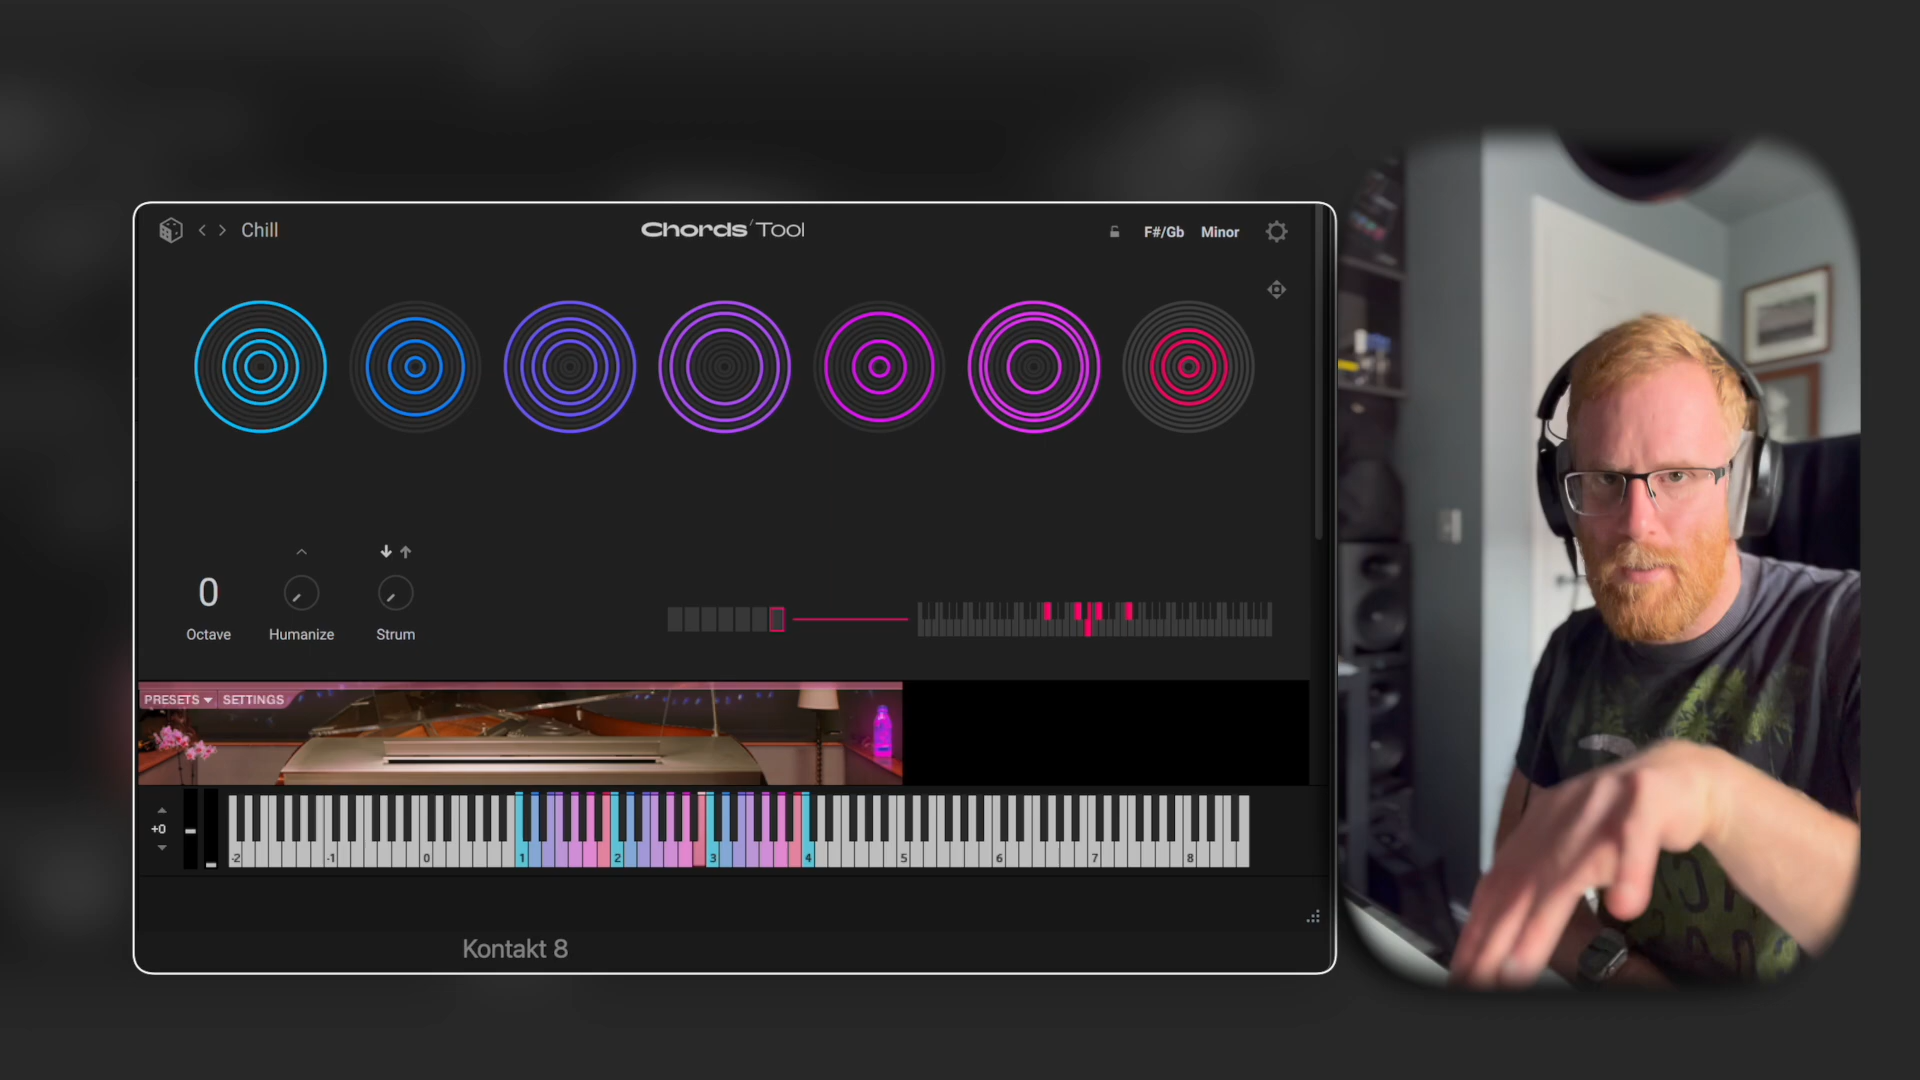 Chill
Chords/Tool
F#/Gb Minor
0
Octave
Humanize
Strum
PRESETS SETTINGS
+0
-2 -1 0 1 2 3 4 5 6 7 8
Kontakt 8